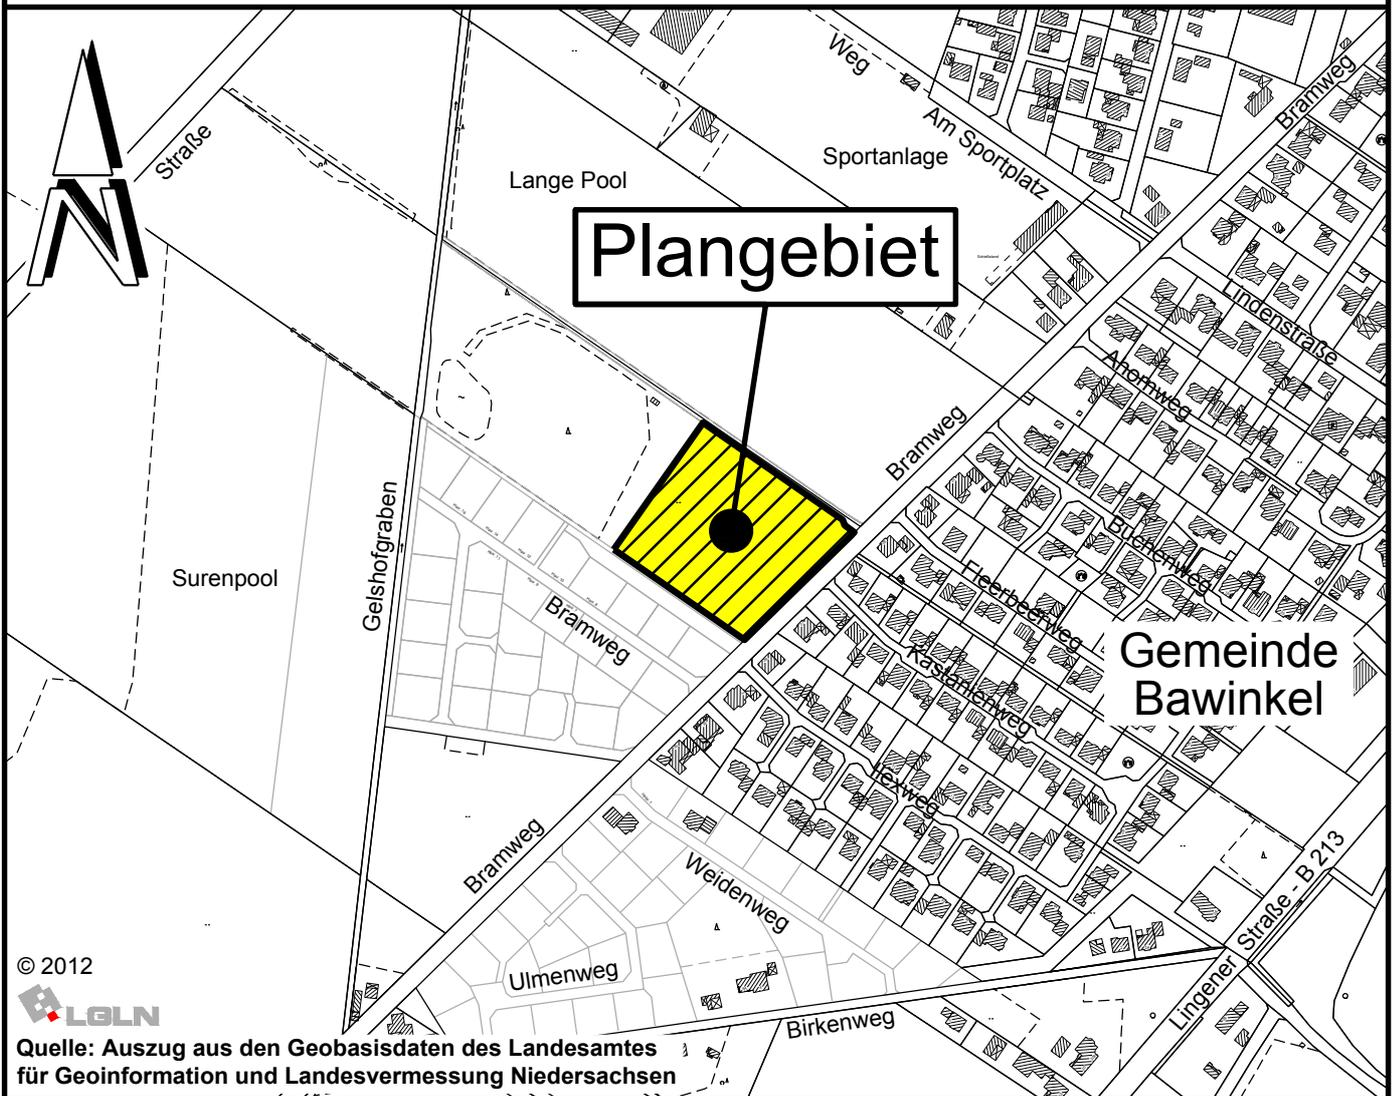 Weg
Bramweg
Am Sportplatz
Straße
Sportanlage
Lange Pool
Plangebiet
Lindenstraße
Ahornweg
Bramweg
Gelshofgraben
Buchenweg
Surenpool
Fleerbeerweg
Bramweg
Gemeinde
Bawinkel
Kastanienweg
Ilexweg
Bramweg
Weidenweg
Lingener Straße - B 213
Ulmenweg
Birkenweg
© 2012
LGLN
Quelle: Auszug aus den Geobasisdaten des Landesamtes
für Geoinformation und Landesvermessung Niedersachsen